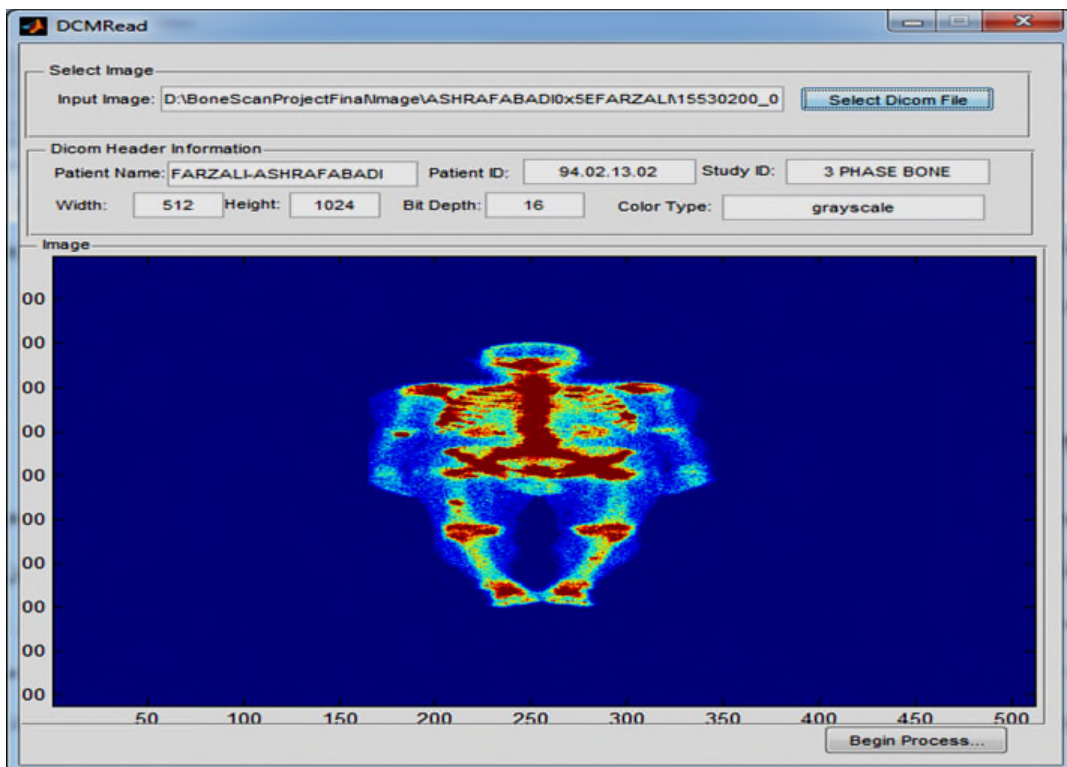 DCMRead
Select Image
Input Image: D:\BoneScanProjectFinal\Image\ASHRAFABADI0x5EFARZALI\15530200_0 Select Dicom File
Dicom Header Information
Patient Name: FARZALI-ASHRAFABADI Patient ID: 94.02.13.02 Study ID: 3 PHASE BONE
Width: 512 Height: 1024 Bit Depth: 16 Color Type: grayscale
Image
00
00
00
00
00
00
00
00
00
00
50 100 150 200 250 300 350 400 450 500
Begin Process...